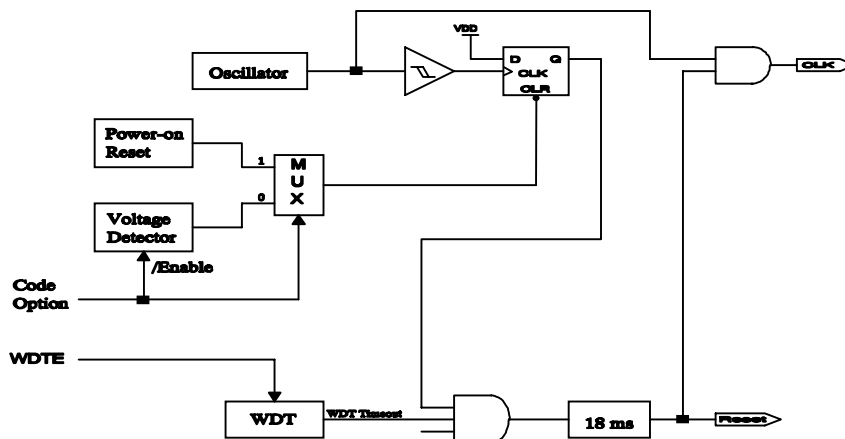 VDD
Oscillator
D Q
CLK
CLR
CLK
Power-on
Reset
1
M
U
X
0
Voltage
Detector
/Enable
Code
Option
WDTE
WDT
WDT Timeout
18 ms
Reset